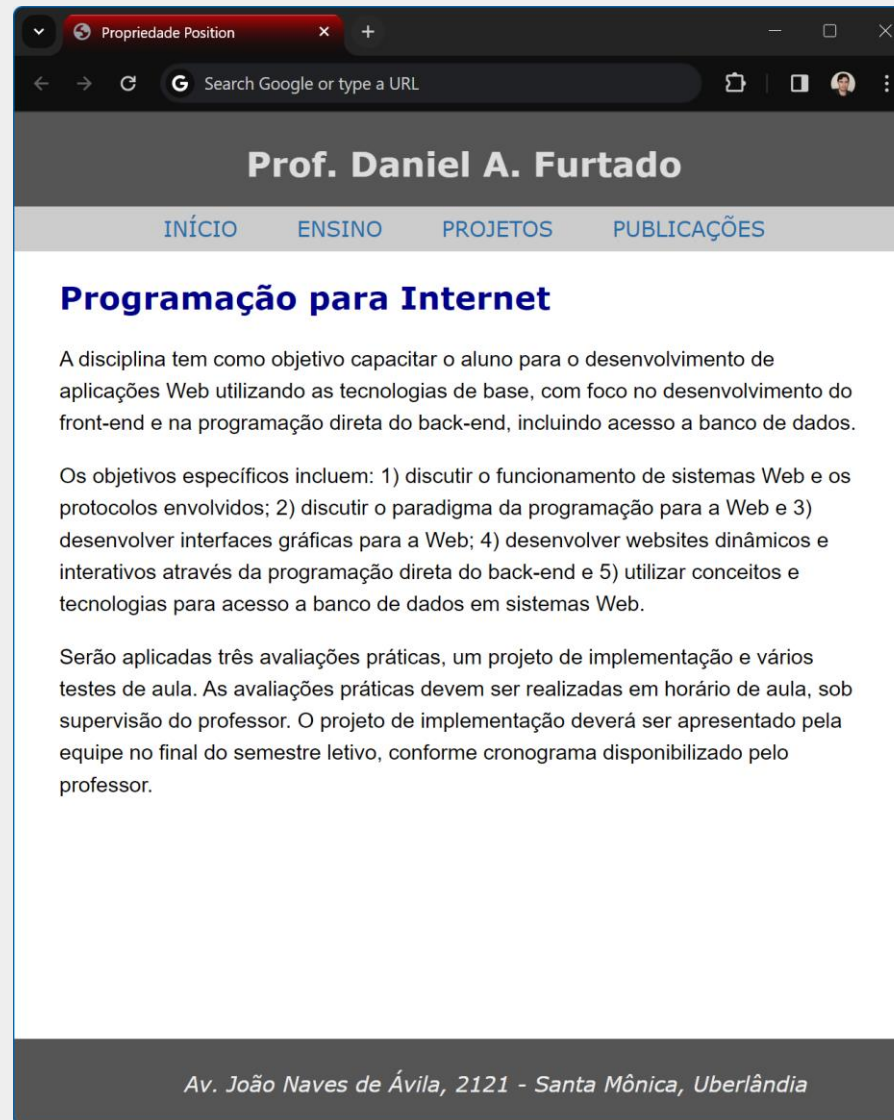 Propriedade Position
Search Google or type a URL
Prof. Daniel A. Furtado
INÍCIO ENSINO PROJETOS PUBLICAÇÕES
Programação para Internet
A disciplina tem como objetivo capacitar o aluno para o desenvolvimento de
aplicações Web utilizando as tecnologias de base, com foco no desenvolvimento do
front-end e na programação direta do back-end, incluindo acesso a banco de dados.
Os objetivos específicos incluem: 1) discutir o funcionamento de sistemas Web e os
protocolos envolvidos; 2) discutir o paradigma da programação para a Web e 3)
desenvolver interfaces gráficas para a Web; 4) desenvolver websites dinâmicos e
interativos através da programação direta do back-end e 5) utilizar conceitos e
tecnologias para acesso a banco de dados em sistemas Web.
Serão aplicadas três avaliações práticas, um projeto de implementação e vários
testes de aula. As avaliações práticas devem ser realizadas em horário de aula, sob
supervisão do professor. O projeto de implementação deverá ser apresentado pela
equipe no final do semestre letivo, conforme cronograma disponibilizado pelo
professor.
Av. João Naves de Ávila, 2121 - Santa Mônica, Uberlândia